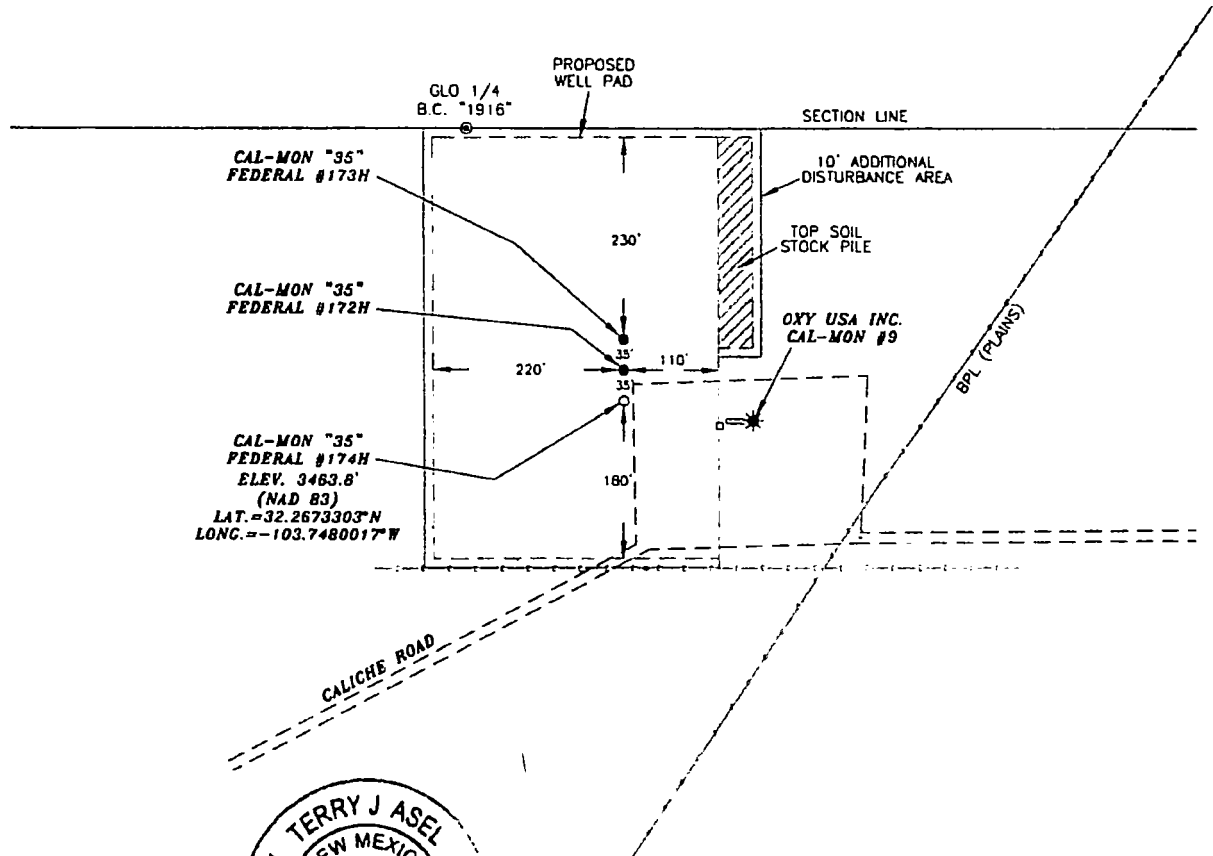 PROPOSED
WELL PAD
GLO 1/4
B.C. "1916"
SECTION LINE
CAL-MON "35"
FEDERAL #173H
10' ADDITIONAL
DISTURBANCE AREA
230'
TOP SOIL
STOCK PILE
CAL-MON "35"
FEDERAL #172H
OXY USA INC.
CAL-MON #9
35'
220'
110'
35'
BPL (PLAINS)
CAL-MON "35"
FEDERAL #174H
ELEV. 3463.8'
(NAD 83)
LAT.=32.2673303°N
LONG.=-103.7480017°W
180'
CALICHE ROAD
TERRY J ASEL